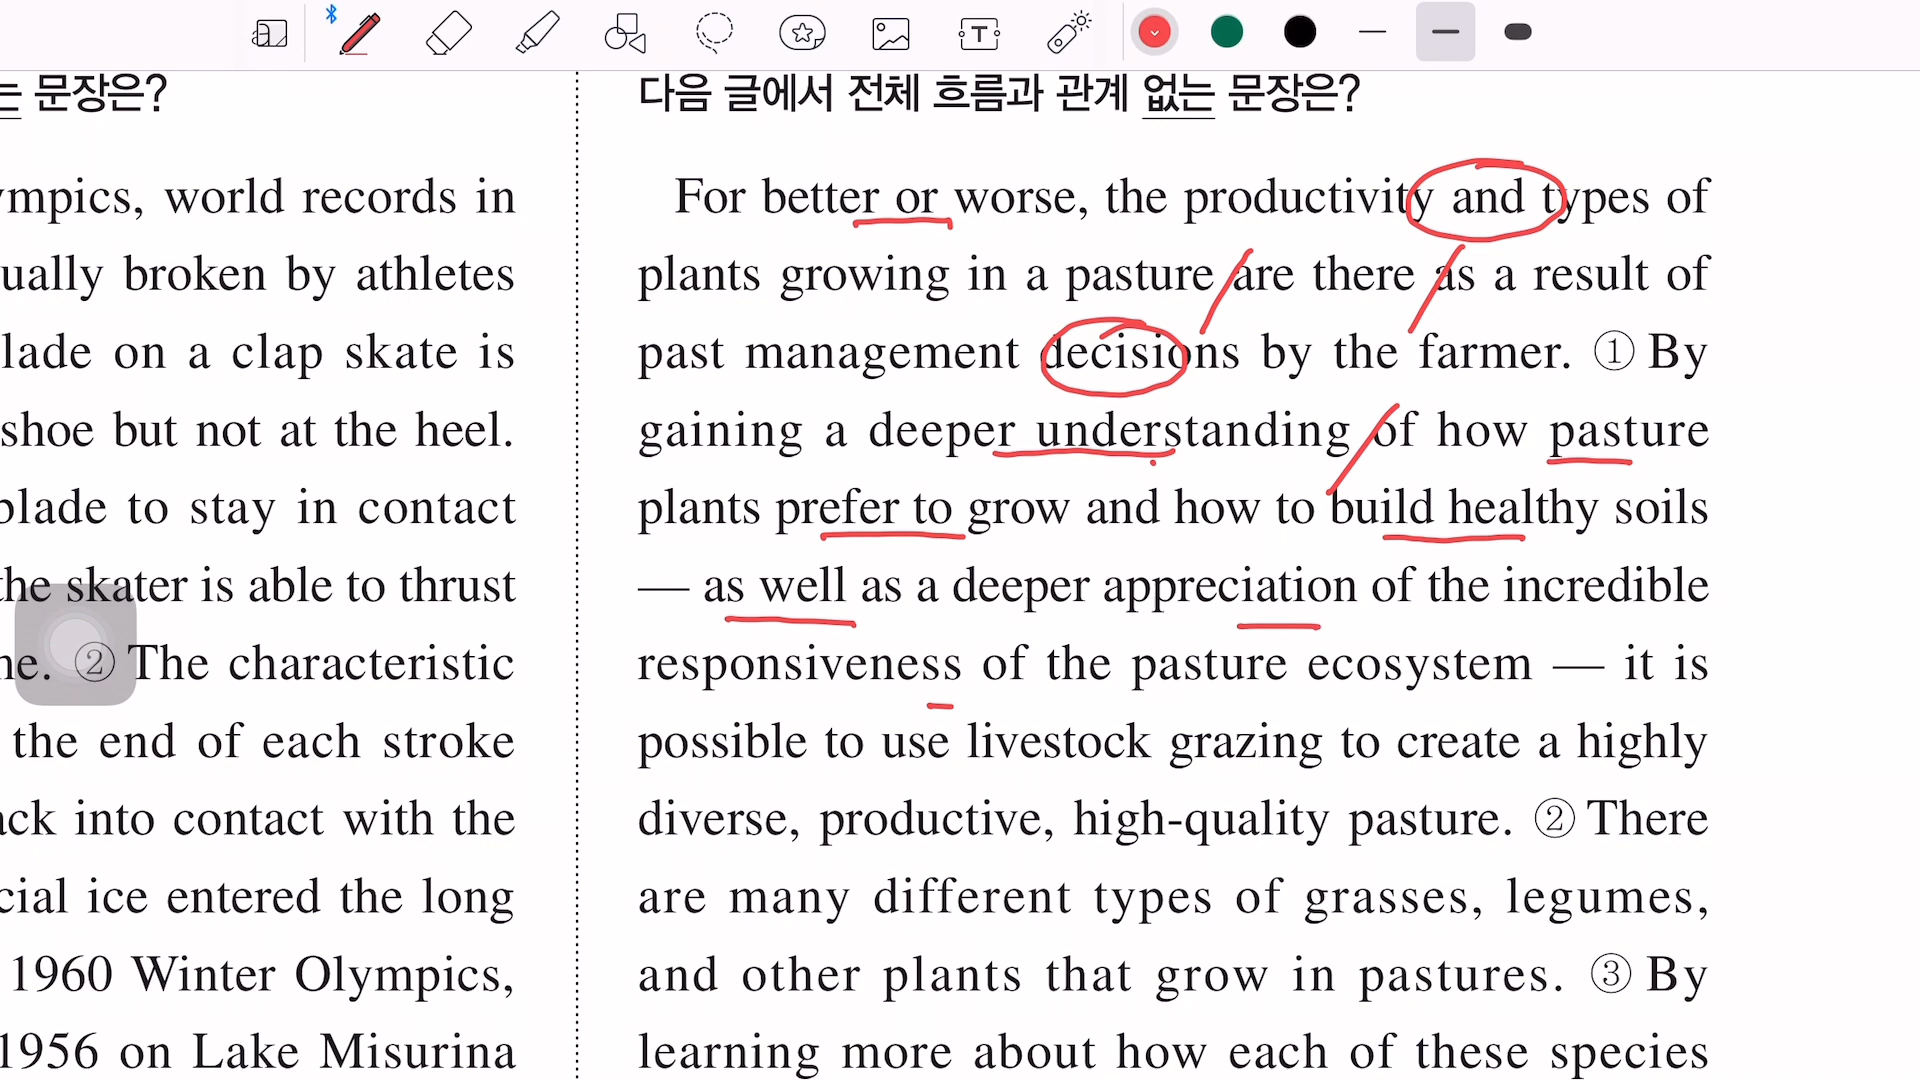 는 문장은?
ympics, world records in
ually broken by athletes
lade on a clap skate is
shoe but not at the heel.
blade to stay in contact
the skater is able to thrust
ne. ② The characteristic
the end of each stroke
ack into contact with the
cial ice entered the long
1960 Winter Olympics,
1956 on Lake Misurina
다음 글에서 전체 흐름과 관계 없는 문장은?
For better or worse, the productivity and types of
plants growing in a pasture are there as a result of
past management decisions by the farmer. ① By
gaining a deeper understanding of how pasture
plants prefer to grow and how to build healthy soils
— as well as a deeper appreciation of the incredible
responsiveness of the pasture ecosystem — it is
possible to use livestock grazing to create a highly
diverse, productive, high-quality pasture. ② There
are many different types of grasses, legumes,
and other plants that grow in pastures. ③ By
learning more about how each of these species